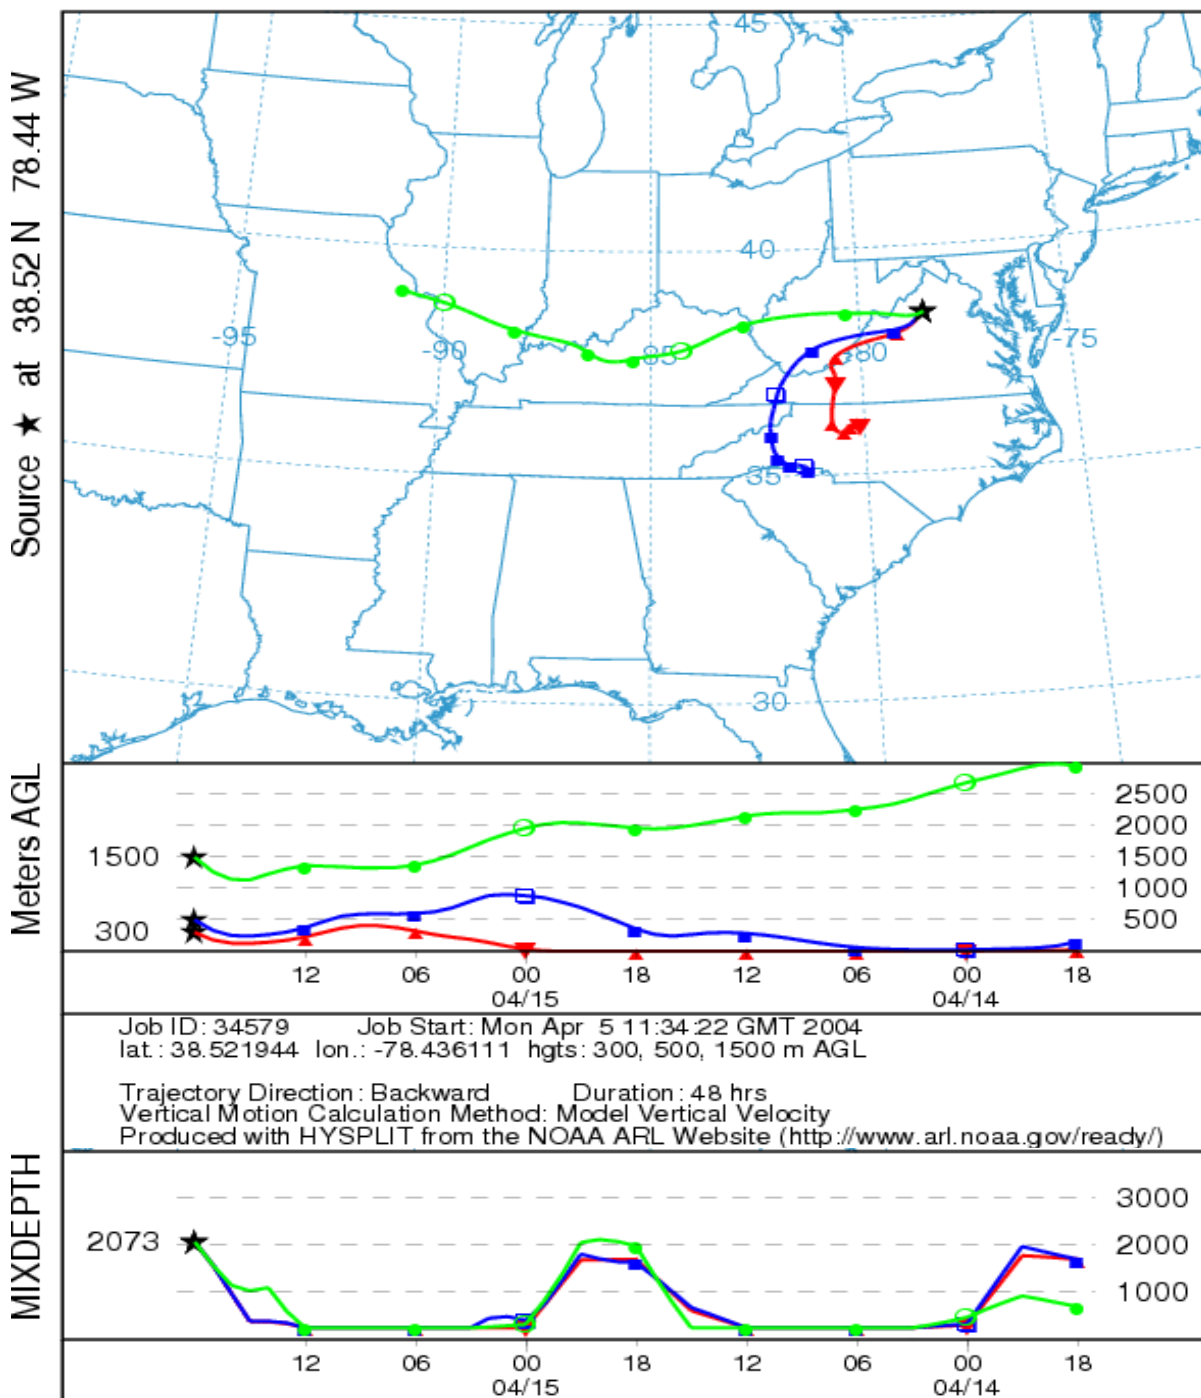 Source ★ at 38.52 N 78.44 W
45
40
-95
-90
-85
-80
-75
35
30
Meters AGL
2500
2000
1500
1500
1000
500
300
12 06 00 18 12 06 00 18
04/15 04/14
Job ID: 34579 Job Start: Mon Apr 5 11:34:22 GMT 2004
lat.: 38.521944 lon.: -78.436111 hgts: 300, 500, 1500 m AGL
Trajectory Direction: Backward Duration: 48 hrs
Vertical Motion Calculation Method: Model Vertical Velocity
Produced with HYSPLIT from the NOAA ARL Website (http://www.arl.noaa.gov/ready/)
MIXDEPTH
3000
2073
2000
1000
12 06 00 18 12 06 00 18
04/15 04/14